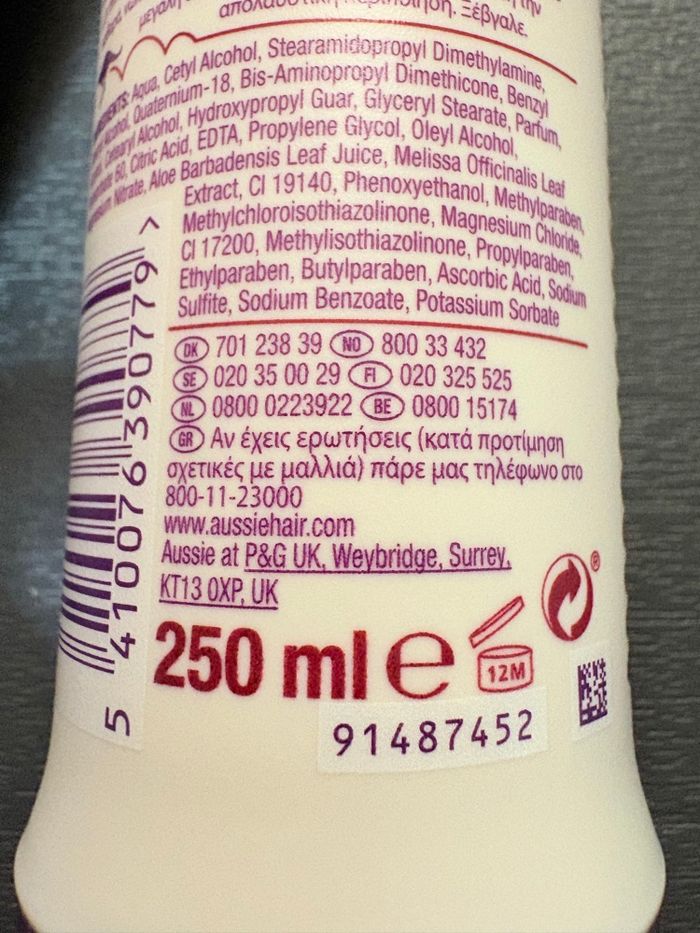 απολαυστική περιποίηση. Ξέβγαλε.
Aqua, Cetyl Alcohol, Stearamidopropyl Dimethylamine,
Quaternium-18, Bis-Aminopropyl Dimethicone, Benzyl
Alcohol, Hydroxypropyl Guar, Glyceryl Stearate, Parfum,
60, Citric Acid, EDTA, Propylene Glycol, Oleyl Alcohol,
Nitrate, Aloe Barbadensis Leaf Juice, Melissa Officinalis Leaf
Extract, CI 19140, Phenoxyethanol, Methylparaben,
Methylchloroisothiazolinone, Magnesium Chloride,
CI 17200, Methylisothiazolinone, Propylparaben,
Ethylparaben, Butylparaben, Ascorbic Acid, Sodium
Sulfite, Sodium Benzoate, Potassium Sorbate
DK 701 238 39 NO 800 33 432
SE 020 35 00 29 FI 020 325 525
NL 0800 0223922 BE 0800 15174
GR Αν έχεις ερωτήσεις (κατά προτίμηση
σχετικές με μαλλιά) πάρε μας τηλέφωνο στο
800-11-23000
www.aussiehair.com
Aussie at P&G UK, Weybridge, Surrey,
KT13 0XP, UK
250 ml e
12M
®
91487452
5 410076 390779 >